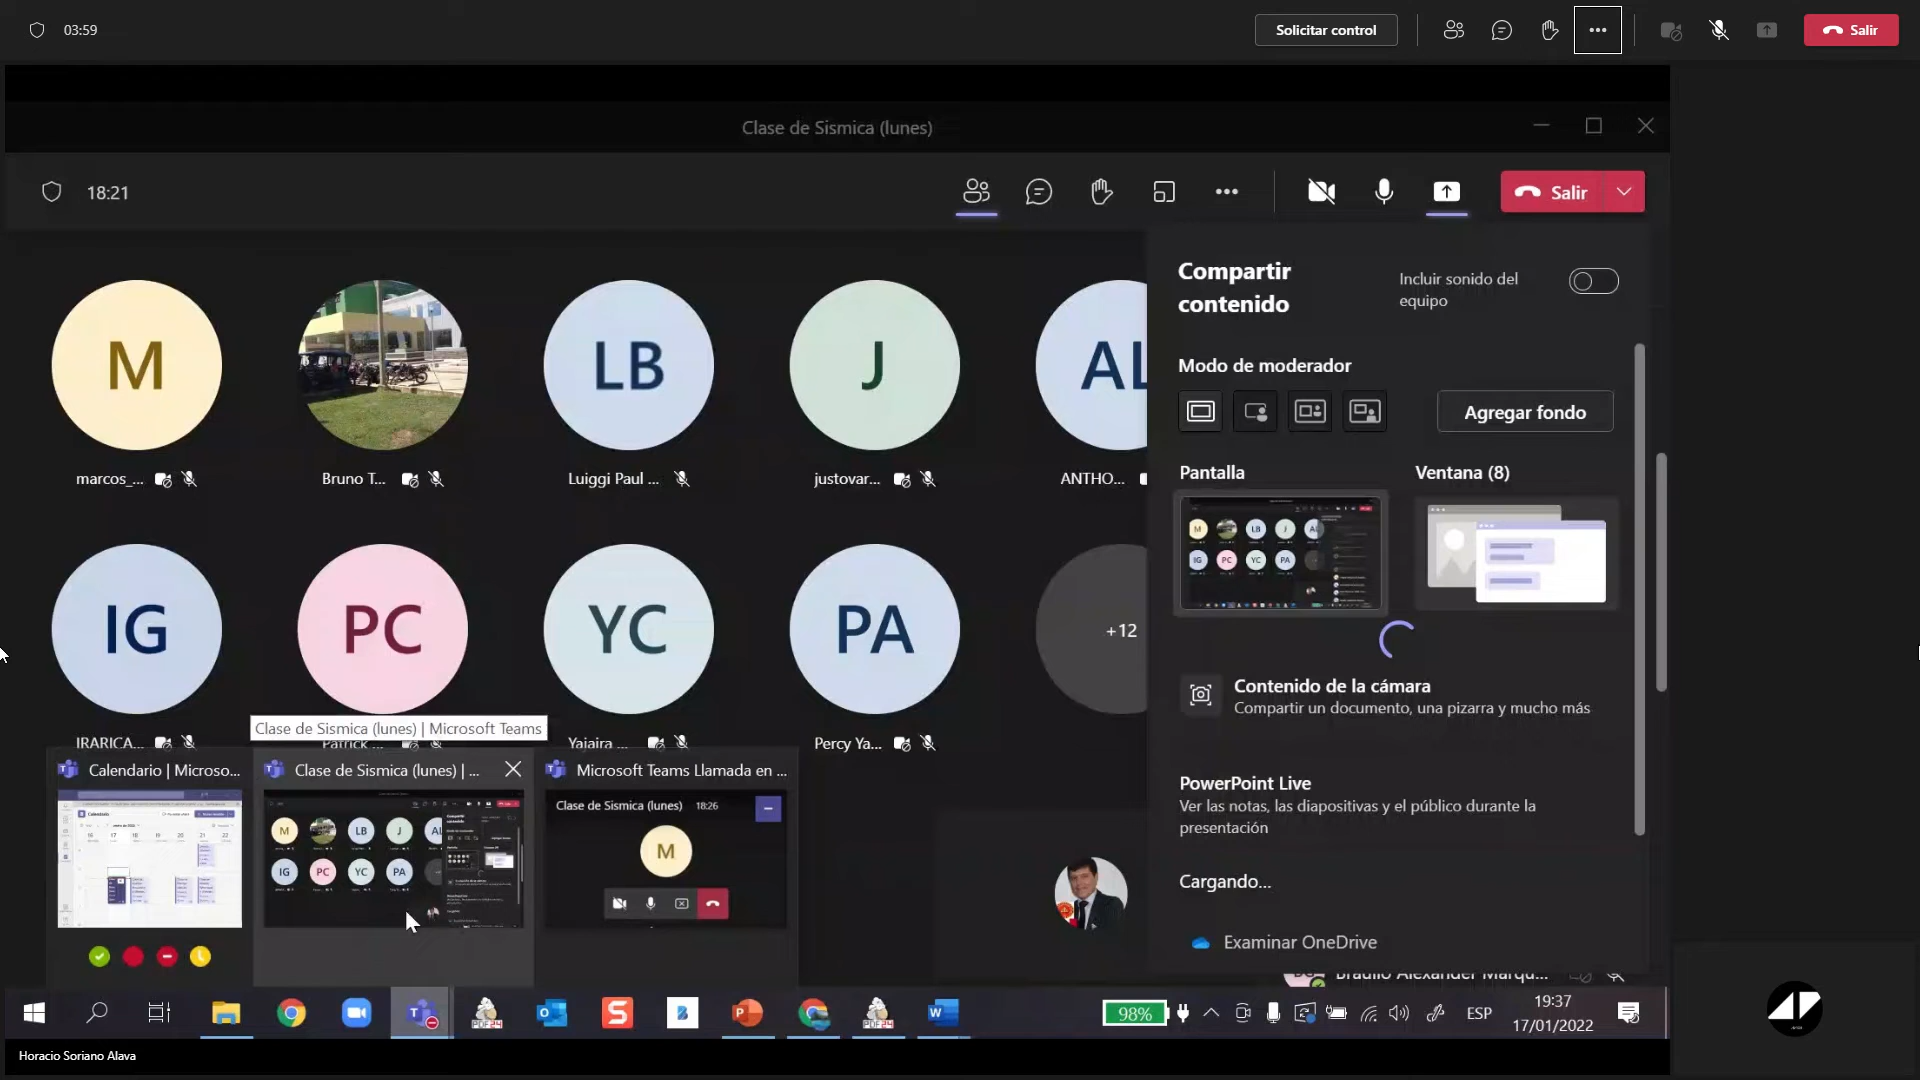 03:59
Solicitar control
Salir
Clase de Sismica (lunes)
18:21
Salir
Compartir contenido
Incluir sonido del equipo
Modo de moderador
Agregar fondo
Pantalla
Ventana (8)
M
LB
J
AL
marcos_...
Bruno T...
Luiggi Paul ...
justovar...
ANTHO...
IG
PC
YC
PA
+12
IRARICA...
Patrick ...
Yajaira ...
Percy Ya...
Contenido de la cámara
Compartir un documento, una pizarra y mucho más
PowerPoint Live
Ver las notas, las diapositivas y el público durante la
presentación
Cargando...
Examinar OneDrive
Braulio Alexander Marqu...
Clase de Sismica (lunes) | Microsoft Teams
Calendario | Microso...
Clase de Sismica (lunes) | ...
Microsoft Teams Llamada en ...
Clase de Sismica (lunes) 18:26
M
98%
ESP
19:37
17/01/2022
Horacio Soriano Alava